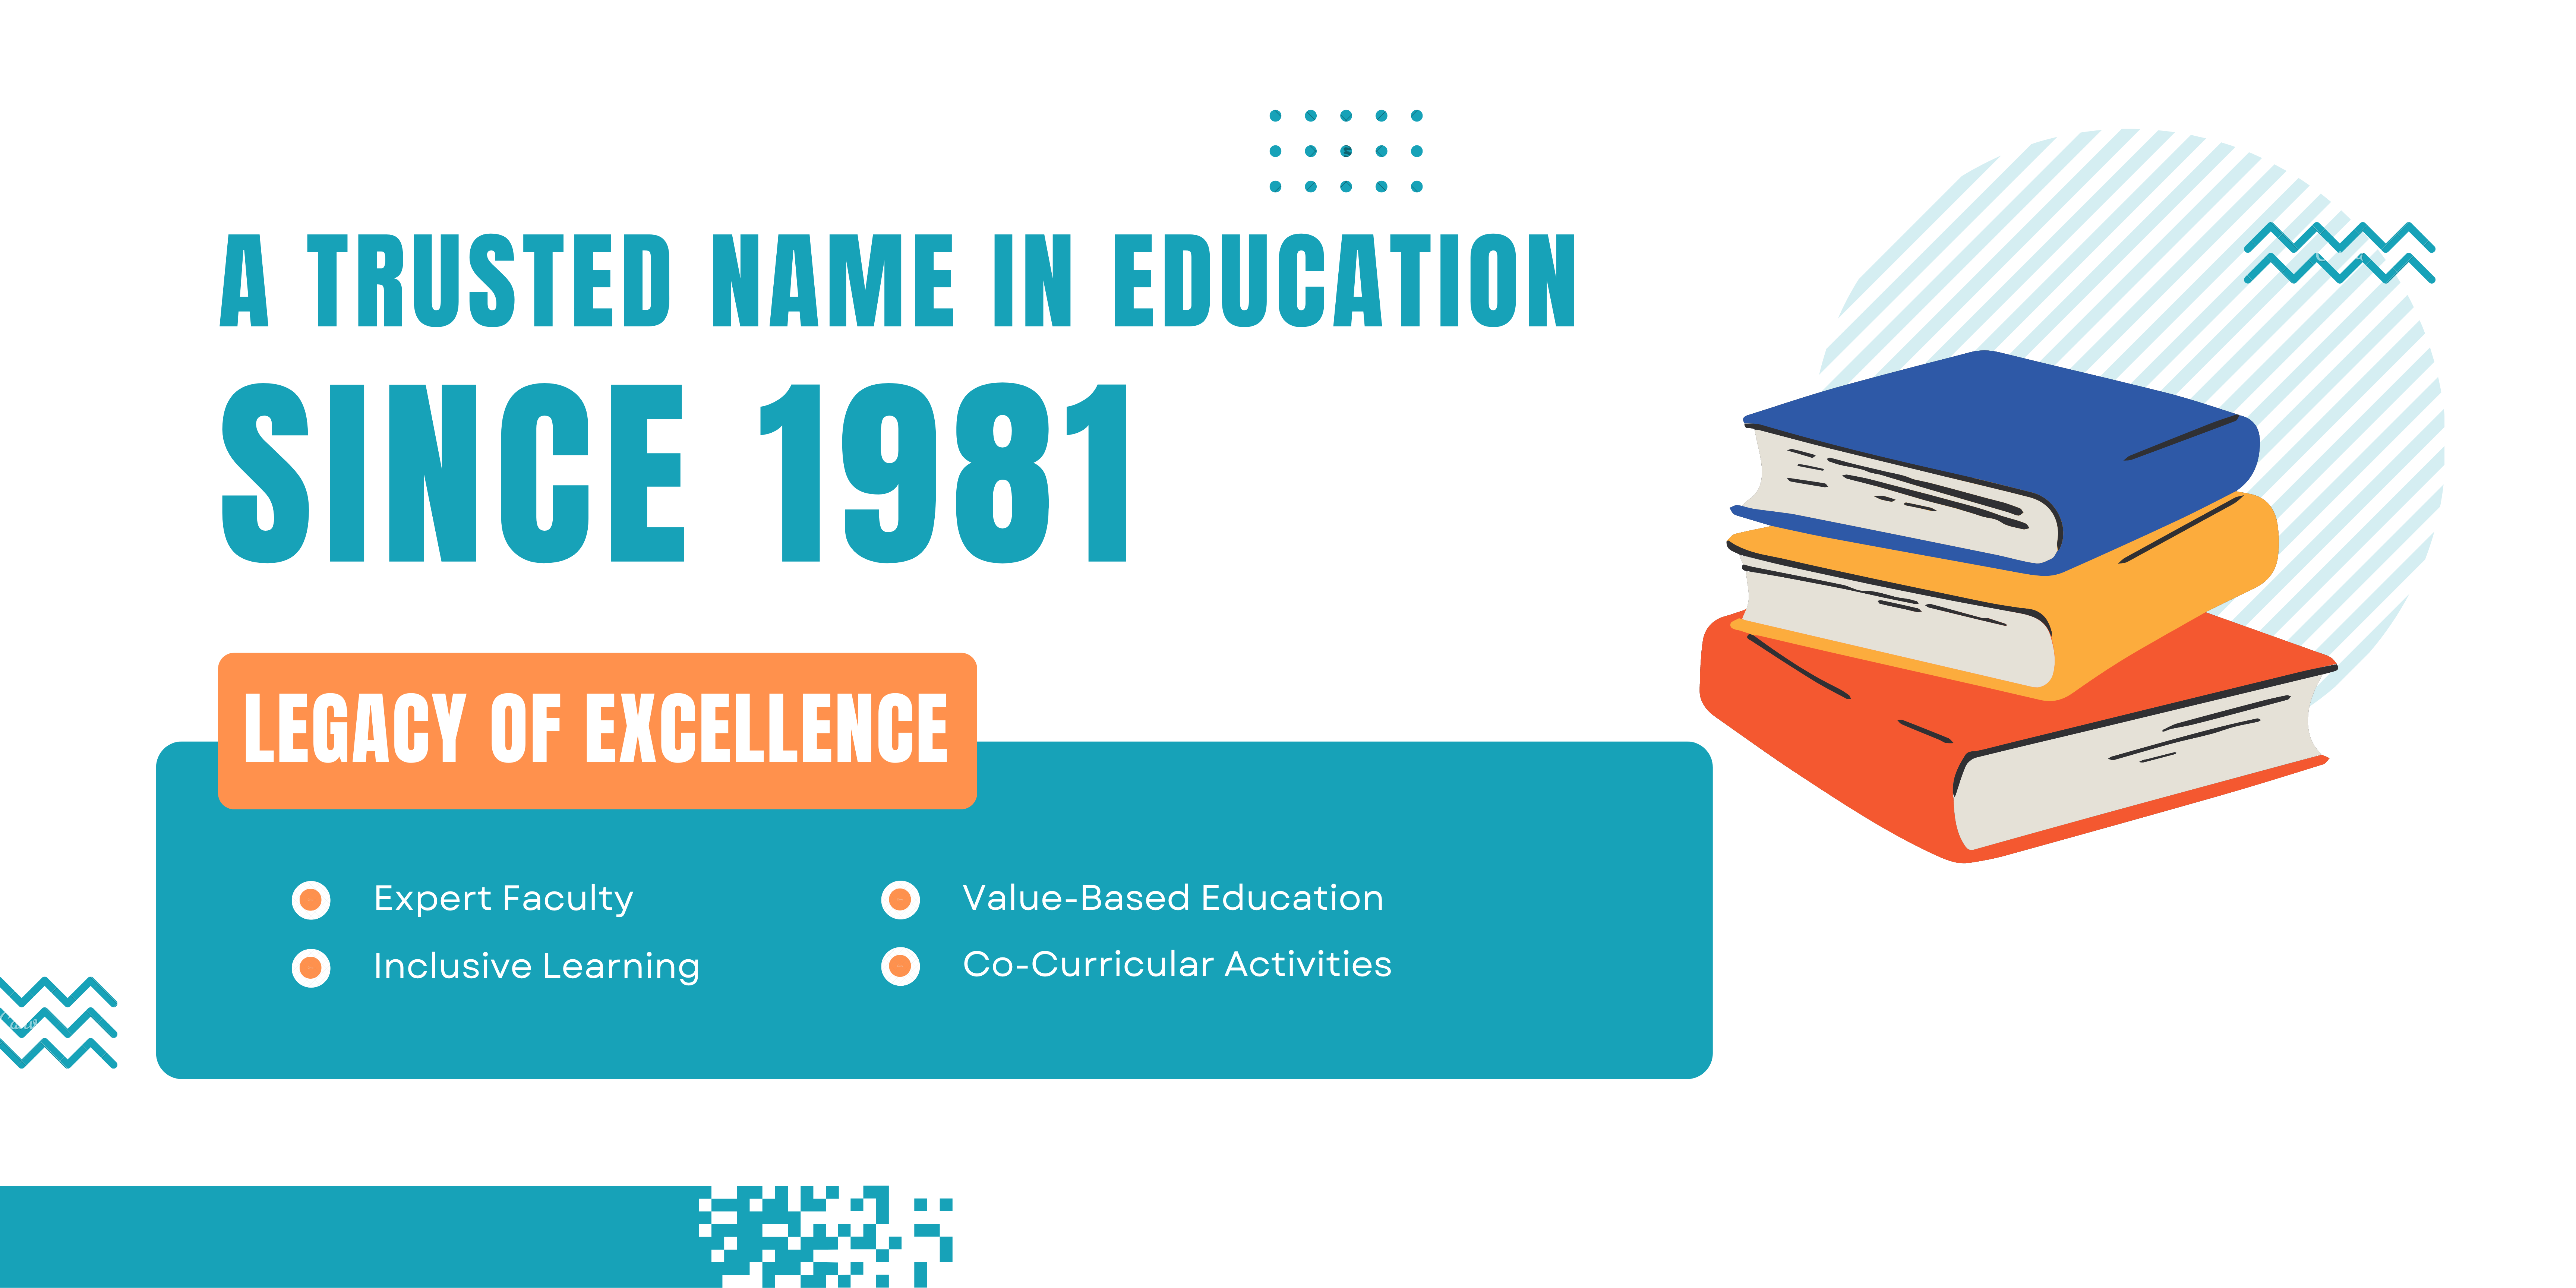 A TRUSTED NAME IN EDUCATION
SINCE 1981
LEGACY OF EXCELLENCE
Expert Faculty
Inclusive Learning
Value-Based Education
Co-Curricular Activities